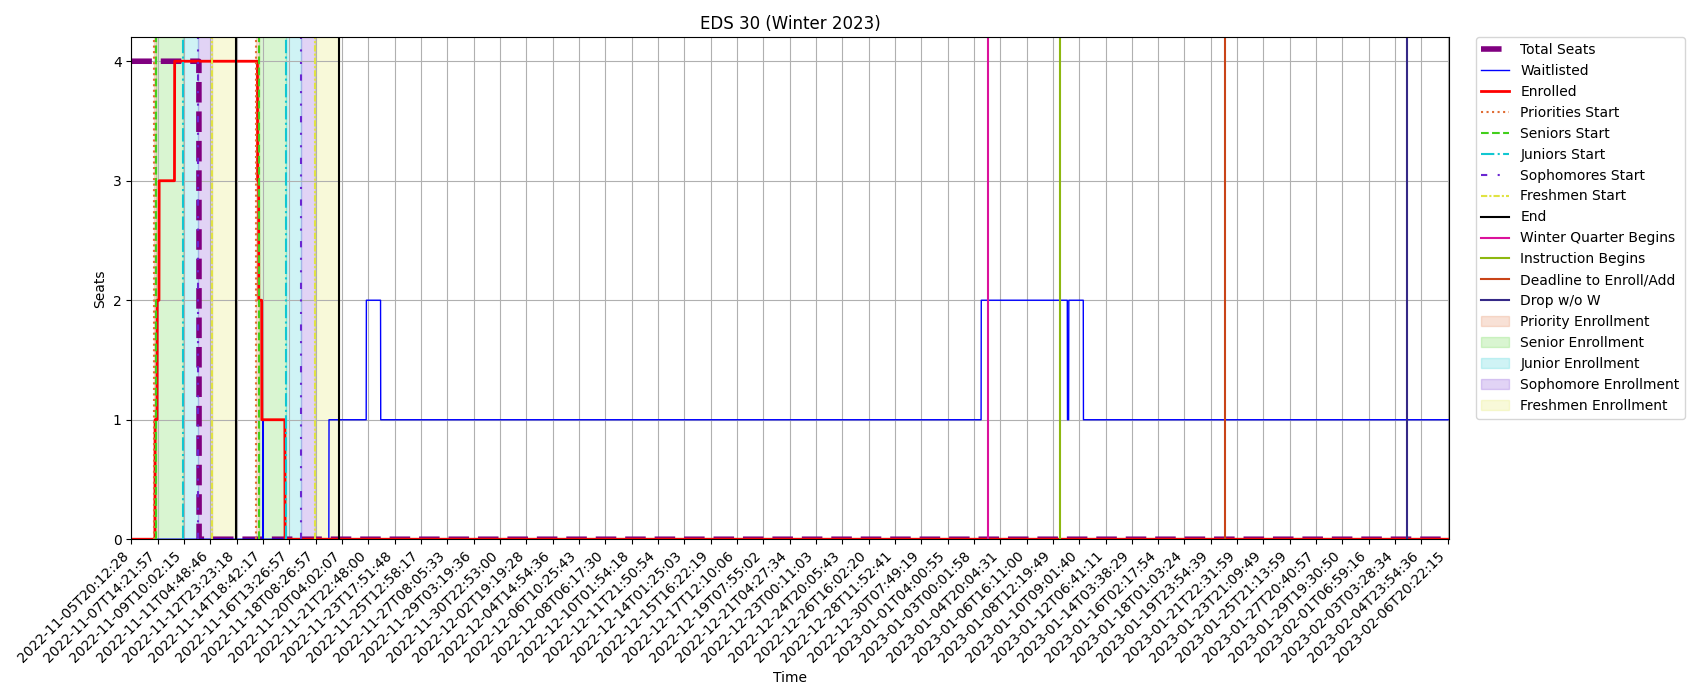 EDS 30 (Winter 2023)
Seats
4
3
2
1
0
2022-11-05T20:12:28
2022-11-07T14:21:57
2022-11-09T10:02:15
2022-11-11T04:48:46
2022-11-12T23:23:18
2022-11-14T18:42:17
2022-11-16T13:26:57
2022-11-18T08:26:57
2022-11-20T04:02:07
2022-11-21T22:48:00
2022-11-23T17:51:48
2022-11-25T12:58:17
2022-11-27T08:05:33
2022-11-29T03:19:36
2022-11-30T22:53:00
2022-12-02T19:19:28
2022-12-04T14:54:36
2022-12-06T10:25:43
2022-12-08T06:17:30
2022-12-10T01:54:18
2022-12-11T21:50:54
2022-12-14T01:25:03
2022-12-15T16:22:19
2022-12-17T12:10:06
2022-12-19T07:55:02
2022-12-21T04:27:34
2022-12-23T00:11:03
2022-12-24T20:05:43
2022-12-26T16:02:20
2022-12-28T11:52:41
2022-12-30T07:49:19
2023-01-01T04:00:55
2023-01-03T00:01:58
2023-01-04T20:04:31
2023-01-06T16:11:00
2023-01-08T12:19:49
2023-01-10T09:01:40
2023-01-12T06:41:11
2023-01-14T03:38:29
2023-01-16T02:17:54
2023-01-18T01:03:24
2023-01-19T23:54:39
2023-01-21T22:31:59
2023-01-23T21:09:49
2023-01-25T21:13:59
2023-01-27T20:40:57
2023-01-29T19:30:50
2023-02-01T06:59:16
2023-02-03T03:28:34
2023-02-04T23:54:36
2023-02-06T20:22:15
Time
Total Seats
Waitlisted
Enrolled
Priorities Start
Seniors Start
Juniors Start
Sophomores Start
Freshmen Start
End
Winter Quarter Begins
Instruction Begins
Deadline to Enroll/Add
Drop w/o W
Priority Enrollment
Senior Enrollment
Junior Enrollment
Sophomore Enrollment
Freshmen Enrollment